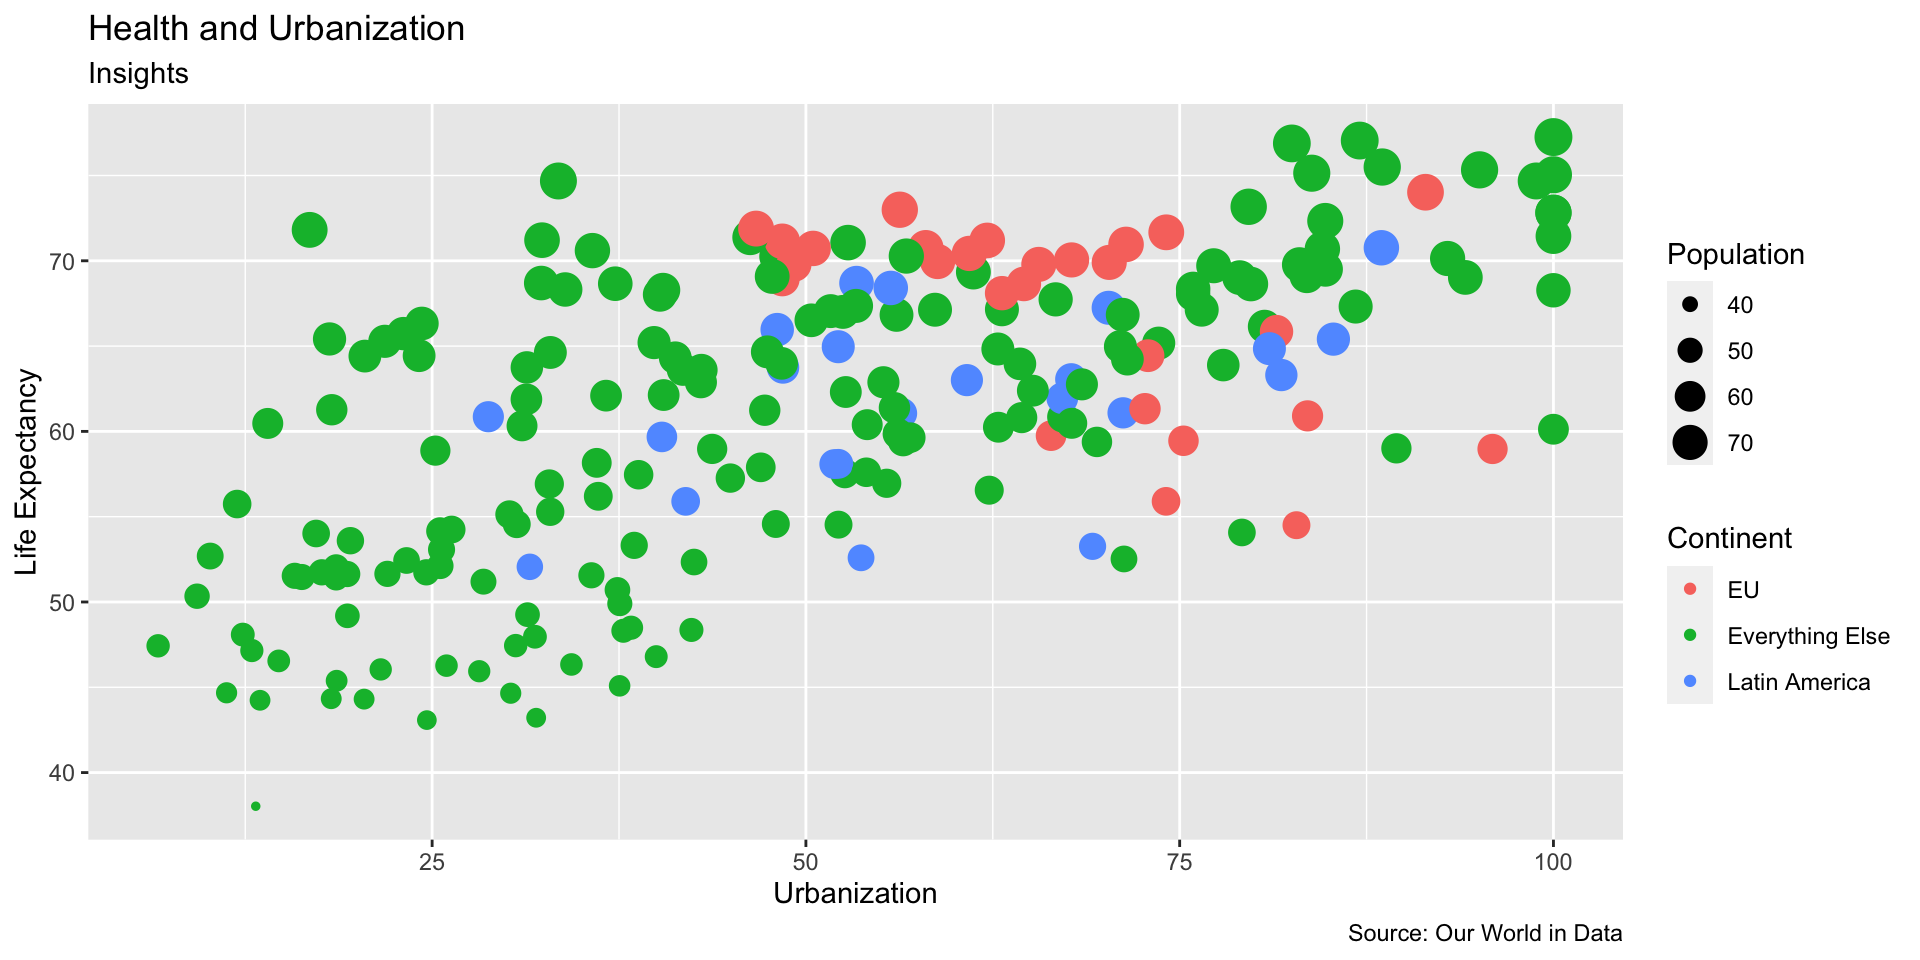 Health and Urbanization
Insights
Life Expectancy
70
60
50
40
25
50
75
100
Urbanization
Source: Our World in Data
Population
40
50
60
70
Continent
EU
Everything Else
Latin America